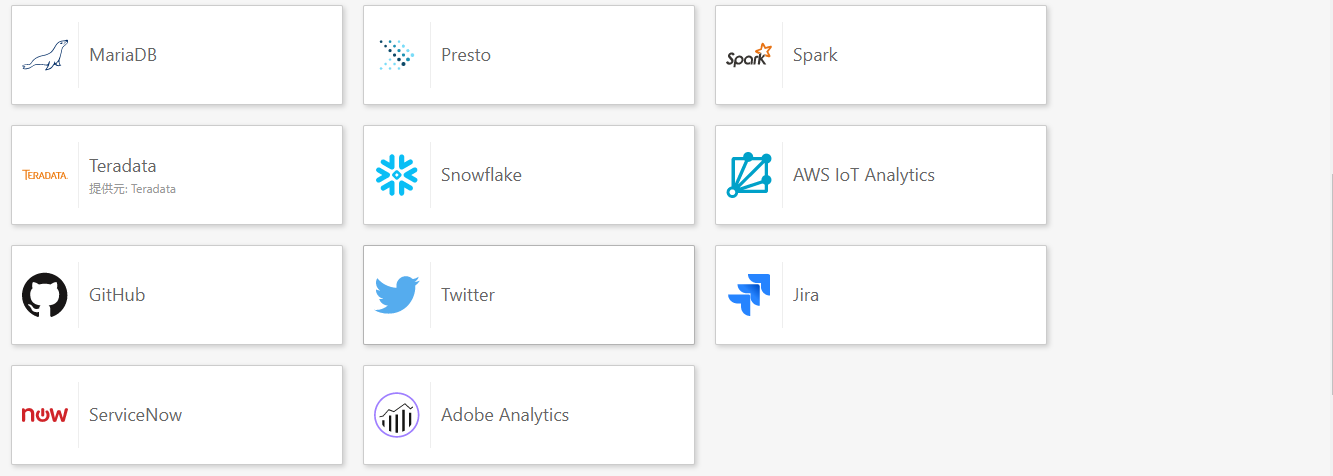 MariaDB
Presto
Spark
Spark
TERADATA
Teradata
提供元: Teradata
Snowflake
AWS IoT Analytics
GitHub
Twitter
Jira
now
ServiceNow
Adobe Analytics